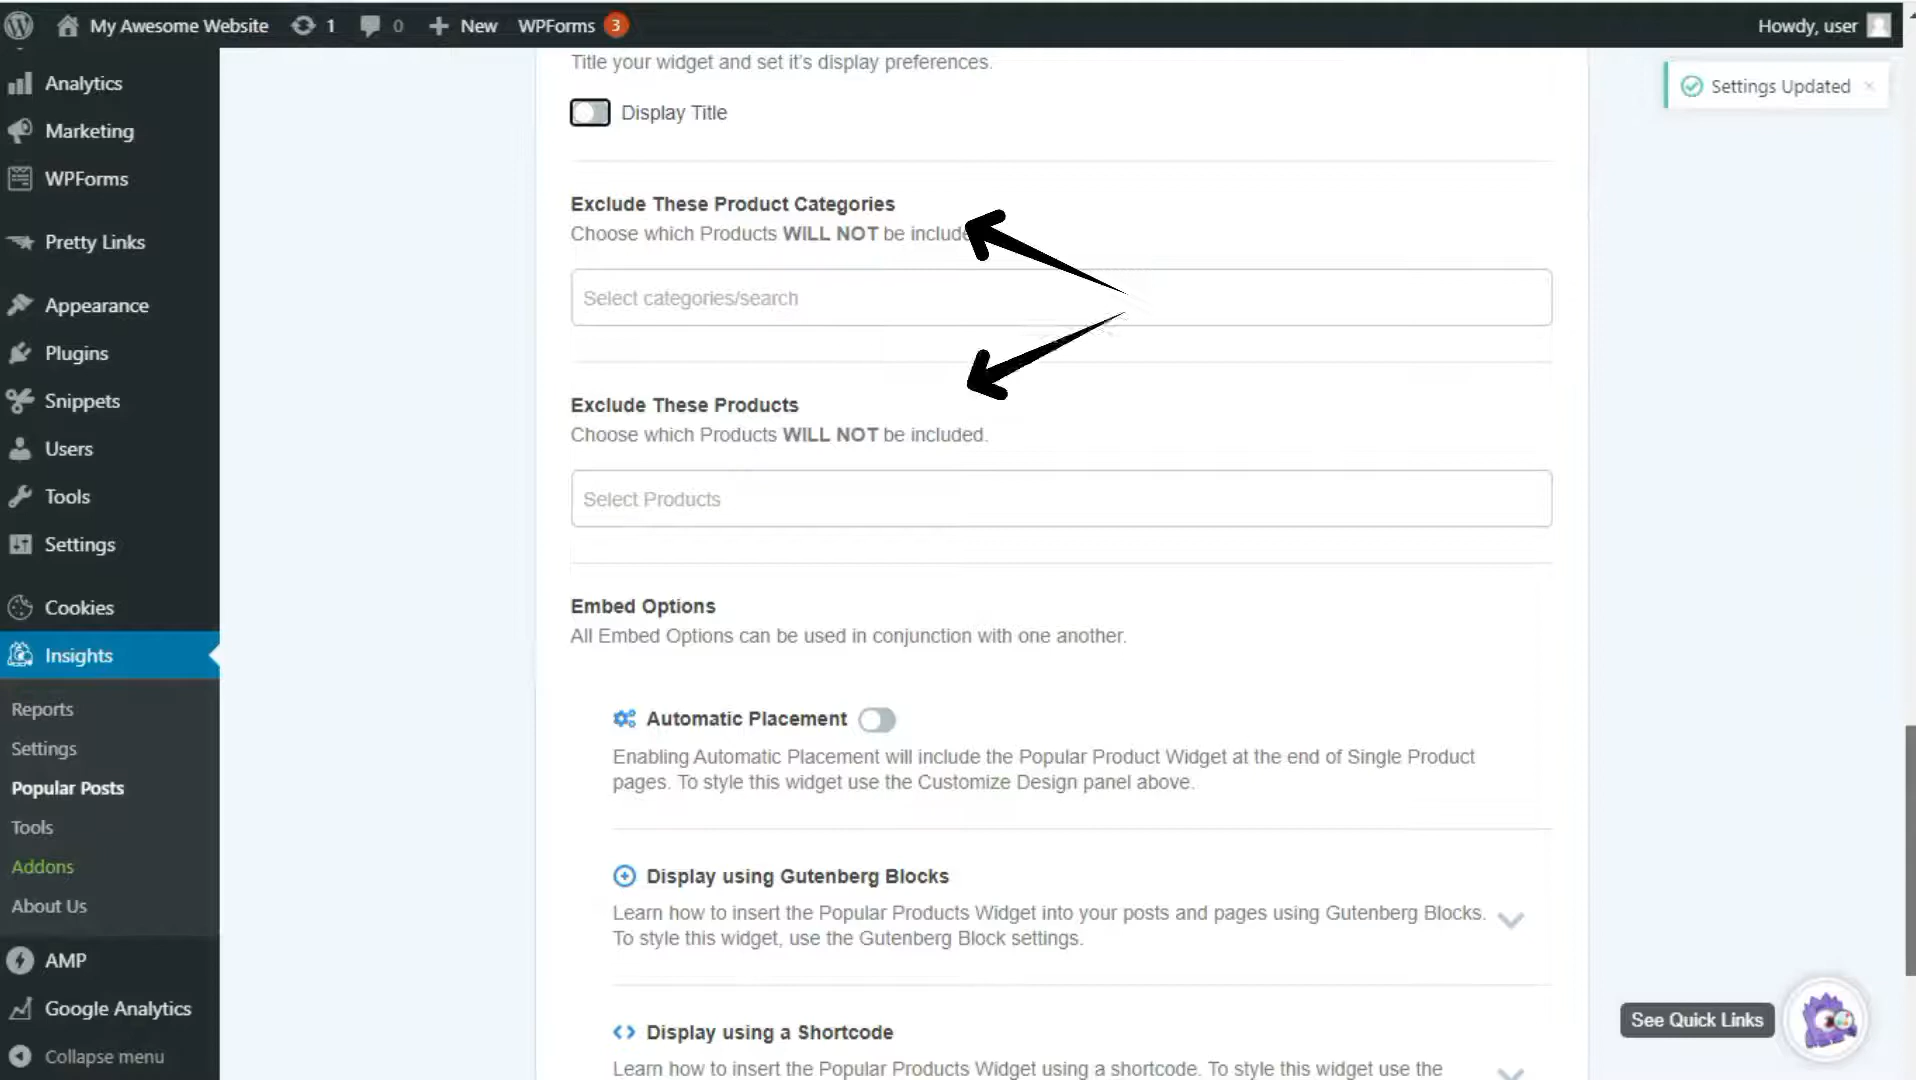 My Awesome Website 1 0 New WPForms 3 Howdy, user
Analytics
Marketing
WPForms
Pretty Links
Appearance
Plugins
Snippets
Users
Tools
Settings
Cookies
Insights
Reports
Settings
Popular Posts
Tools
Addons
About Us
AMP
Google Analytics
Collapse menu
Title your widget and set it's display preferences.
Settings Updated
Display Title
Exclude These Product Categories
Choose which Products WILL NOT be include
Select categories/search
Exclude These Products
Choose which Products WILL NOT be included.
Select Products
Embed Options
All Embed Options can be used in conjunction with one another.
Automatic Placement
Enabling Automatic Placement will include the Popular Product Widget at the end of Single Product
pages. To style this widget use the Customize Design panel above.
Display using Gutenberg Blocks
Learn how to insert the Popular Products Widget into your posts and pages using Gutenberg Blocks.
To style this widget, use the Gutenberg Block settings.
Display using a Shortcode
Learn how to insert the Popular Products Widget using a shortcode. To style this widget use the
See Quick Links